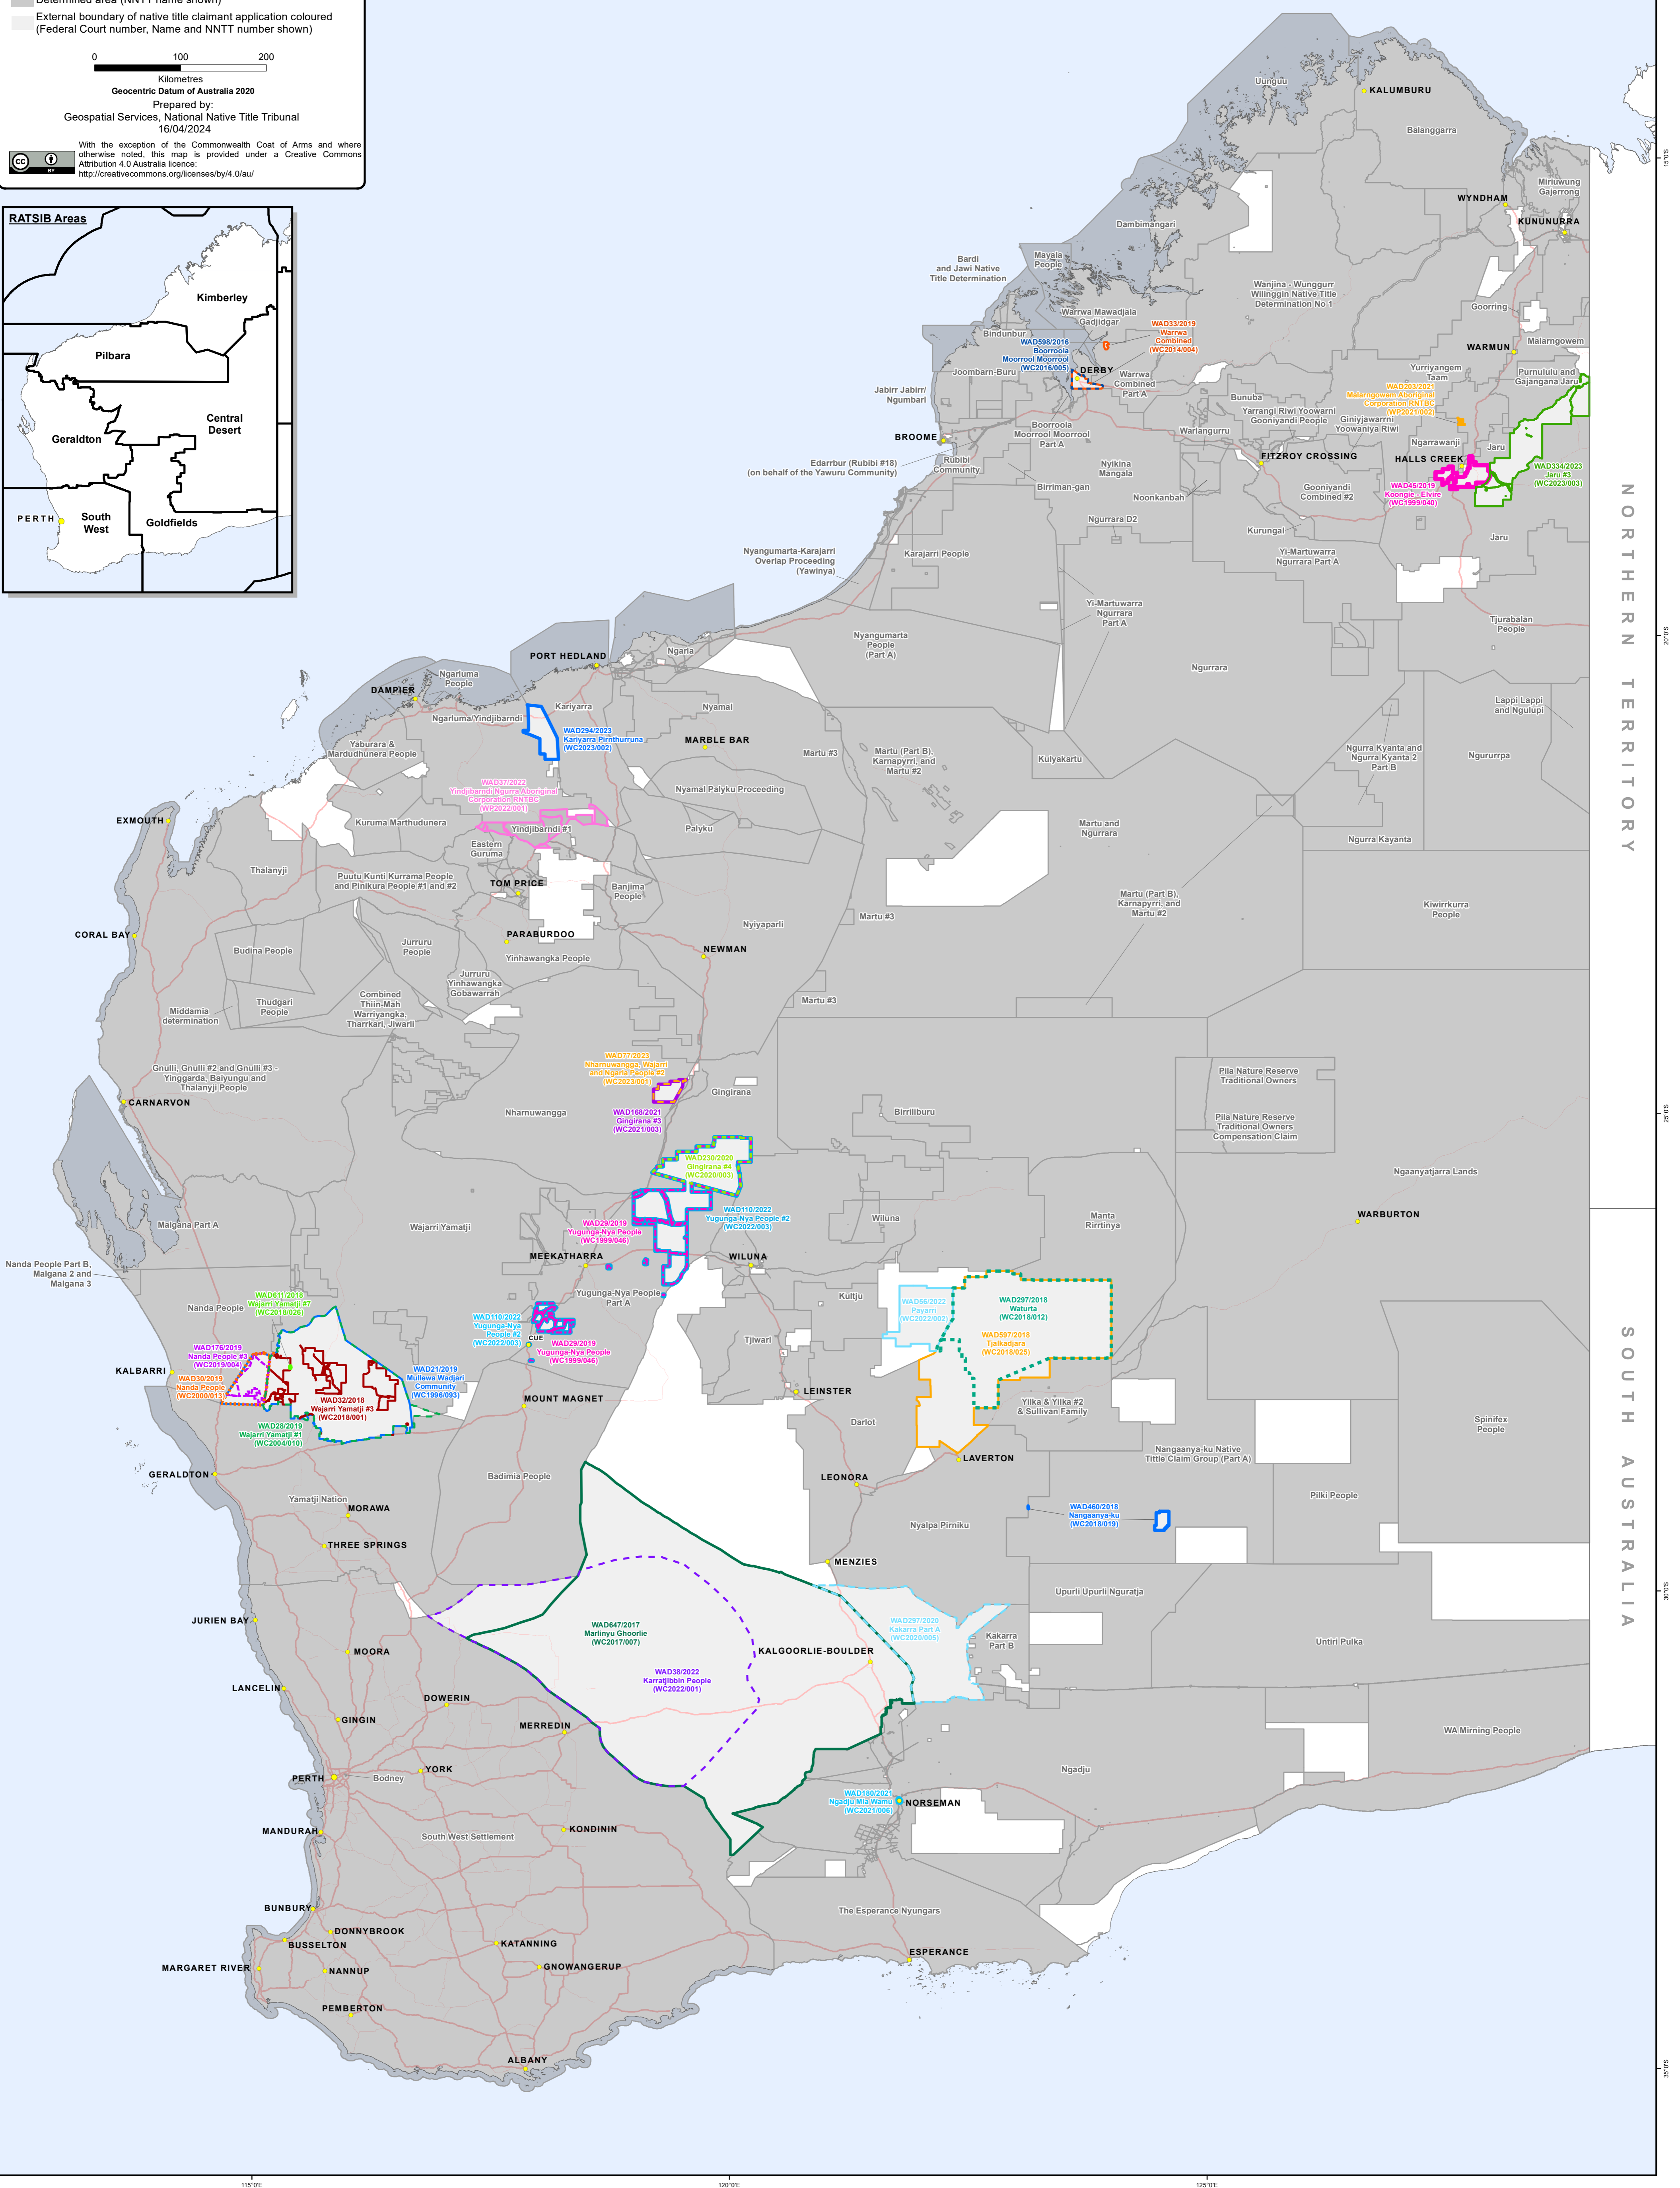 Determined area (NNTT name shown)
External boundary of native title claimant application coloured
(Federal Court number, Name and NNTT number shown)
0 100 200
Kilometres
Geocentric Datum of Australia 2020
Prepared by:
Geospatial Services, National Native Title Tribunal
16/04/2024
With the exception of the Commonwealth Coat of Arms and where
otherwise noted, this map is provided under a Creative Commons
Attribution 4.0 Australia licence:
http://creativecommons.org/licenses/by/4.0/au/
CC
BY
RATSIB Areas
Kimberley
Pilbara
Central
Desert
Geraldton
PERTH
South
West
Goldfields
Uunguu
KALUMBURU
Balanggarra
15°0'S
Miriuwung
Gajerrong
WYNDHAM
KUNUNURRA
Dambimangari
Mayala
People
Bardi
and Jawi Native
Title Determination
Wanjina - Wunggurr
Wilinggin Native Title
Determination No 1
Goorring
Warrwa Mawadjala
Gadjidgar
WAD33/2019
Warrwa
Combined
(WC2014/004)
Bindunbur
WAD598/2016
Boorroola
Moorrool Moorrool
(WC2016/005)
Malarngowem
WARMUN
DERBY
Joombarn-Buru
Warrwa
Combined
Part A
Yurriyangem
Taam
Purnululu and
Gajangana Jaru
WAD203/2021
Malarngowem Aboriginal
Corporation RNTBC
(WP2021/002)
Jabirr Jabirr/
Ngumbarl
Bunuba
Yarrangi Riwi Yoowarni
Gooniyandi People
Giniyjawarrni
Yoowaniya Riwi
Boorroola
Moorrool Moorrool
Part A
Warlangurru
BROOME
Ngarrawanji
Jaru
Edarrbur (Rubibi #18)
(on behalf of the Yawuru Community)
Rubibi
Community
Nyikina
Mangala
FITZROY CROSSING
HALLS CREEK
WAD334/2023
Jaru #3
(WC2023/003)
Birriman-gan
Noonkanbah
Gooniyandi
Combined #2
WAD45/2019
Koongie - Elvire
(WC1999/040)
Ngurrara D2
Kurungal
Jaru
Nyangumarta-Karajarri
Overlap Proceeding
(Yawinya)
Karajarri People
Yi-Martuwarra
Ngurrara Part A
Yi-Martuwarra
Ngurrara
Part A
Tjurabalan
People
NORTHERN TERRITORY
20°0'S
Nyangumarta
People
(Part A)
Ngarla
PORT HEDLAND
Ngurrara
Ngarluma
People
DAMPIER
Lappi Lappi
and Ngulupi
Kariyarra
Nyamal
Ngarluma/Yindjibarndi
WAD294/2023
Kariyarra Pirnthurruna
(WC2023/002)
MARBLE BAR
Yaburara &
Mardudhunera People
Martu #3
Martu (Part B),
Karnapyrri, and
Martu #2
Kulyakartu
Ngurra Kyanta and
Ngurra Kyanta 2
Part B
Ngururrpa
WAD37/2022
Yindjibarndi Ngurra Aboriginal
Corporation RNTBC
(WP2022/001)
Nyamal Palyku Proceeding
EXMOUTH
Kuruma Marthudunera
Yindjibarndi #1
Palyku
Martu and
Ngurrara
Ngurra Kayanta
Eastern
Guruma
Thalanyji
Puutu Kunti Kurrama People
and Pinikura People #1 and #2
TOM PRICE
Banjima
People
Martu (Part B),
Karnapyrri, and
Martu #2
Kiwirrkurra
People
Martu #3
Nyiyaparli
CORAL BAY
PARABURDOO
Budina People
Jurruru
People
NEWMAN
Yinhawangka People
Jurruru
Yinhawangka
Gobawarrah
Combined
Thiin-Mah
Warriyangka,
Tharrkari, Jiwarli
Thudgari
People
Middamia
determination
Martu #3
WAD77/2023
Nharnuwangga, Wajarri
and Ngarla People #2
(WC2023/001)
Gnulli, Gnulli #2 and Gnulli #3 -
Yinggarda, Baiyungu and
Thalanyji People
Pila Nature Reserve
Traditional Owners
CARNARVON
Gingirana
Nharnuwangga
WAD168/2021
Gingirana #3
(WC2021/003)
Birriliburu
25°0'S
Pila Nature Reserve
Traditional Owners
Compensation Claim
WAD230/2020
Gingirana #4
(WC2020/003)
Ngaanyatjarra Lands
Malgana Part A
Wajarri Yamatji
WAD29/2019
Yugunga-Nya People
(WC1999/046)
WAD110/2022
Yugunga-Nya People #2
(WC2022/003)
Wiluna
Manta
Rirrtinya
WARBURTON
MEEKATHARRA
WILUNA
Nanda People Part B,
Malgana 2 and
Malgana 3
Yugunga-Nya People
Part A
Kultju
WAD611/2018
Wajarri Yamatji #7
(WC2018/026)
Nanda People
WAD56/2022
Payarri
(WC2022/002)
WAD297/2018
Waturta
(WC2018/012)
WAD110/2022
Yugunga-Nya
People #2
(WC2022/003)
CUE
WAD29/2019
Yugunga-Nya People
(WC1999/046)
Tjiwarl
WAD597/2018
Tjalkadjara
(WC2018/025)
WAD176/2019
Nanda People #3
(WC2019/004)
KALBARRI
WAD30/2019
Nanda People
(WC2000/013)
WAD21/2019
Mullewa Wadjari
Community
(WC1996/093)
WAD32/2018
Wajarri Yamatji #3
(WC2018/001)
MOUNT MAGNET
LEINSTER
WAD28/2019
Wajarri Yamatji #1
(WC2004/010)
Darlot
Yilka & Yilka #2
& Sullivan Family
Spinifex
People
SOUTH AUSTRALIA
Nangaanya-ku Native
Tittle Claim Group (Part A)
LAVERTON
GERALDTON
Badimia People
LEONORA
Yamatji Nation
MORAWA
Pilki People
WAD460/2018
Nangaanya-ku
(WC2018/019)
Nyalpa Pirniku
THREE SPRINGS
MENZIES
30°0'S
Upurli Upurli Nguratja
JURIEN BAY
WAD647/2017
Marlinyu Ghoorlie
(WC2017/007)
WAD297/2020
Kakarra Part A
(WC2020/005)
Kakarra
Part B
Untiri Pulka
MOORA
KALGOORLIE-BOULDER
WAD38/2022
Karratjibbin People
(WC2022/001)
LANCELIN
DOWERIN
GINGIN
MERREDIN
WA Mirning People
YORK
PERTH
Bodney
Ngadju
WAD180/2021
Ngadju Mia Wamu
(WC2021/006)
NORSEMAN
MANDURAH
KONDININ
South West Settlement
BUNBURY
The Esperance Nyungars
DONNYBROOK
BUSSELTON
KATANNING
ESPERANCE
MARGARET RIVER
NANNUP
GNOWANGERUP
PEMBERTON
ALBANY
35°0'S
115°0'E
120°0'E
125°0'E